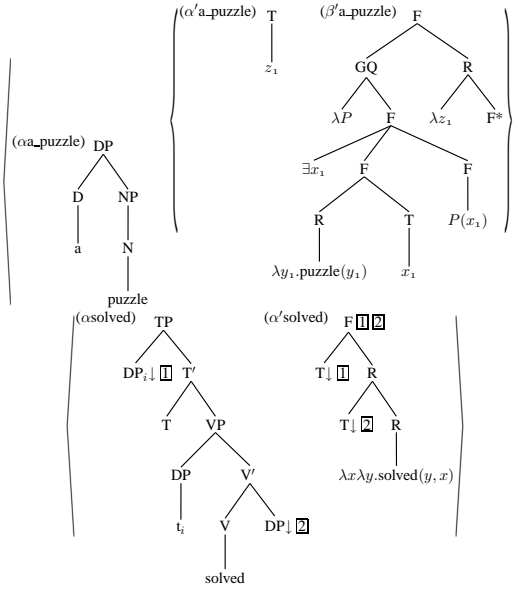 (α′a_puzzle) T (β′a_puzzle) F
z₁ GQ R
λP F λz₁ F*
(αa_puzzle) DP
∃x₁ F F
D NP
R T P(x₁)
a N
λy₁.puzzle(y₁) x₁
puzzle
(αsolved) TP (α′solved) F 1 2
DPᵢ↓ 1 T′ T↓ 1 R
T VP T↓ 2 R
DP V′ λxλy.solved(y, x)
tᵢ V DP↓ 2
solved